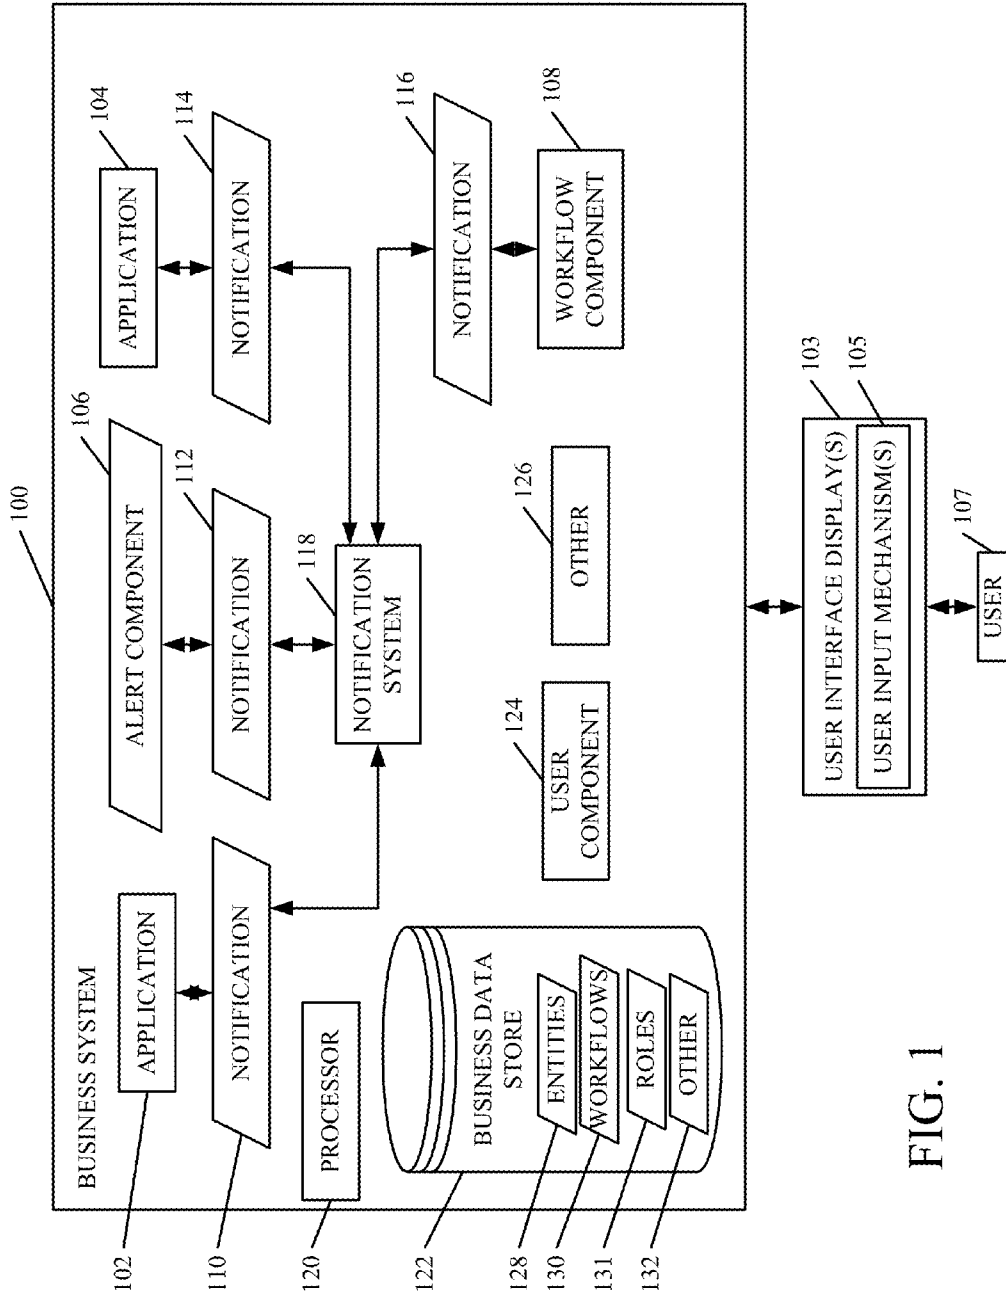 100
BUSINESS SYSTEM
102
APPLICATION
106
ALERT COMPONENT
104
APPLICATION
110
NOTIFICATION
112
NOTIFICATION
114
NOTIFICATION
120
PROCESSOR
118
NOTIFICATION
SYSTEM
116
NOTIFICATION
122
BUSINESS DATA
STORE
128
ENTITIES
130
WORKFLOWS
131
ROLES
132
OTHER
124
USER
COMPONENT
126
OTHER
108
WORKFLOW
COMPONENT
103
USER INTERFACE DISPLAY(S)
105
USER INPUT MECHANISM(S)
107
USER
FIG. 1